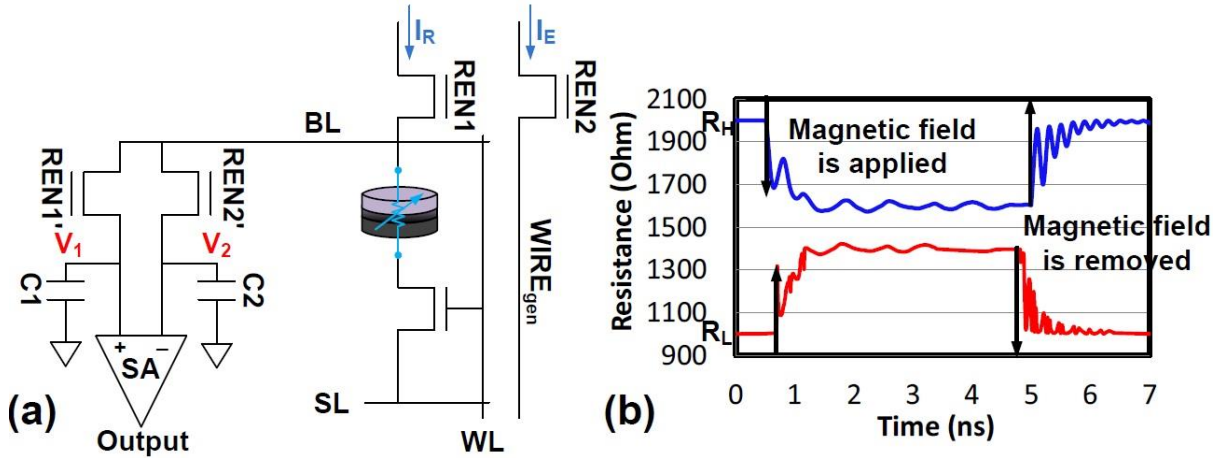 I_R
I_E
REN1
REN2
BL
REN1'
REN2'
V_1
V_2
C1
C2
+ −
SA
Output
WIRE_gen
SL
WL
(a)
2100
1900
1700
1500
1300
1100
900
R_H
R_L
Resistance (Ohm)
Magnetic field
is applied
Magnetic field
is removed
0 1 2 3 4 5 6 7
Time (ns)
(b)